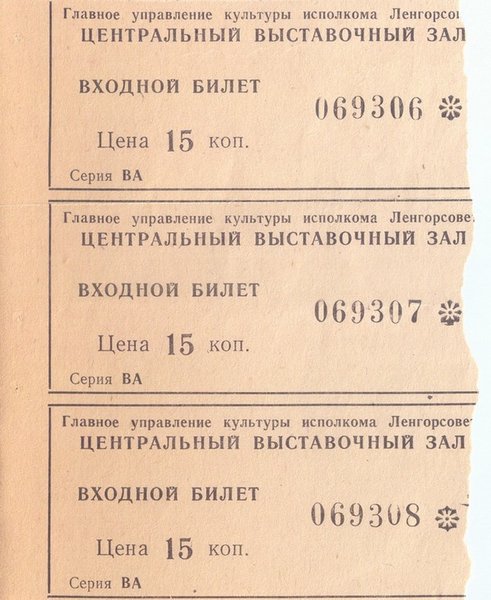 Главное управление культуры исполкома Ленгорсо
ЦЕНТРАЛЬНЫЙ ВЫСТАВОЧНЫЙ ЗАЛ
ВХОДНОЙ БИЛЕТ
069306
Цена 15 коп.
Серия ВА
Главное управление культуры исполкома Ленгорсове
ЦЕНТРАЛЬНЫЙ ВЫСТАВОЧНЫЙ ЗАЛ
ВХОДНОЙ БИЛЕТ
069307
Цена 15 коп.
Серия ВА
Главное управление культуры исполкома Ленгорсове
ЦЕНТРАЛЬНЫЙ ВЫСТАВОЧНЫЙ ЗАЛ
ВХОДНОЙ БИЛЕТ
069308
Цена 15 коп.
Серия ВА